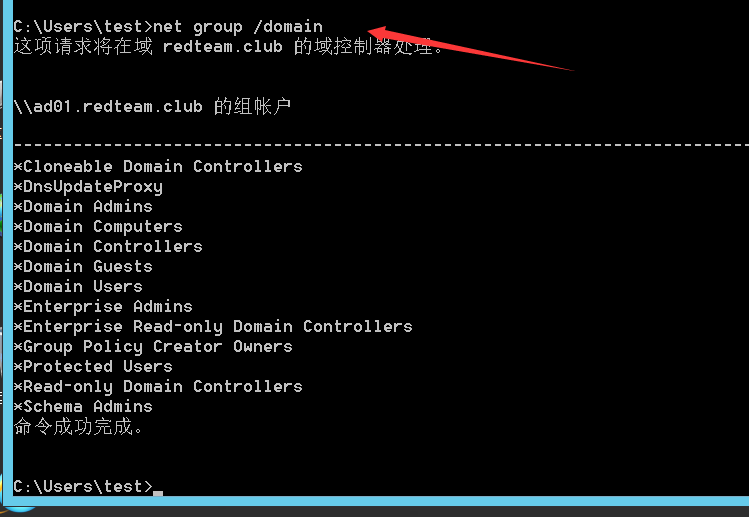 C:\Users\test>net group /domain
这项请求将在域 redteam.club 的域控制器处理。
\\ad01.redteam.club 的组帐户
-------------------------------------------------------------------------------
*Cloneable Domain Controllers
*DnsUpdateProxy
*Domain Admins
*Domain Computers
*Domain Controllers
*Domain Guests
*Domain Users
*Enterprise Admins
*Enterprise Read-only Domain Controllers
*Group Policy Creator Owners
*Protected Users
*Read-only Domain Controllers
*Schema Admins
命令成功完成。
C:\Users\test>_